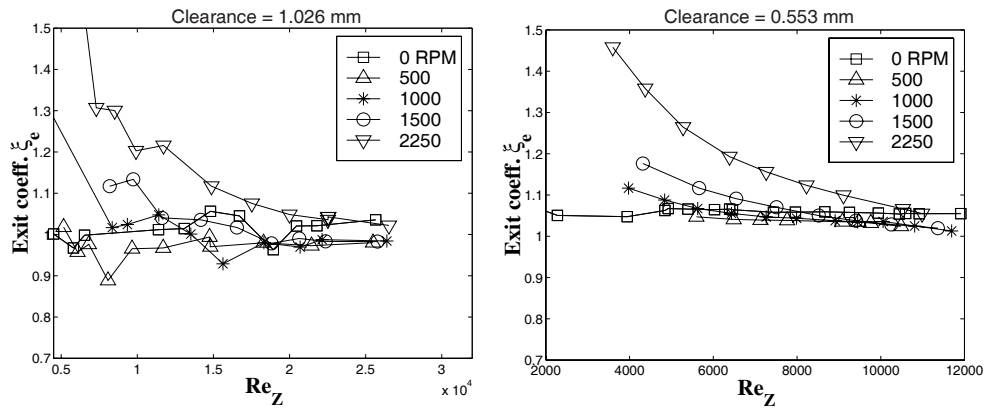 Clearance = 1.026 mm
1.5
1.4
1.3
1.2
1.1
1
0.9
0.8
0.7
Exit coeff. ξe
0 RPM
500
1000
1500
2250
0.5 1 1.5 2 2.5 3
x 10^4
ReZ
Clearance = 0.553 mm
1.5
1.4
1.3
1.2
1.1
1
0.9
0.8
0.7
Exit coeff. ξe
0 RPM
500
1000
1500
2250
2000 4000 6000 8000 10000 12000
ReZ